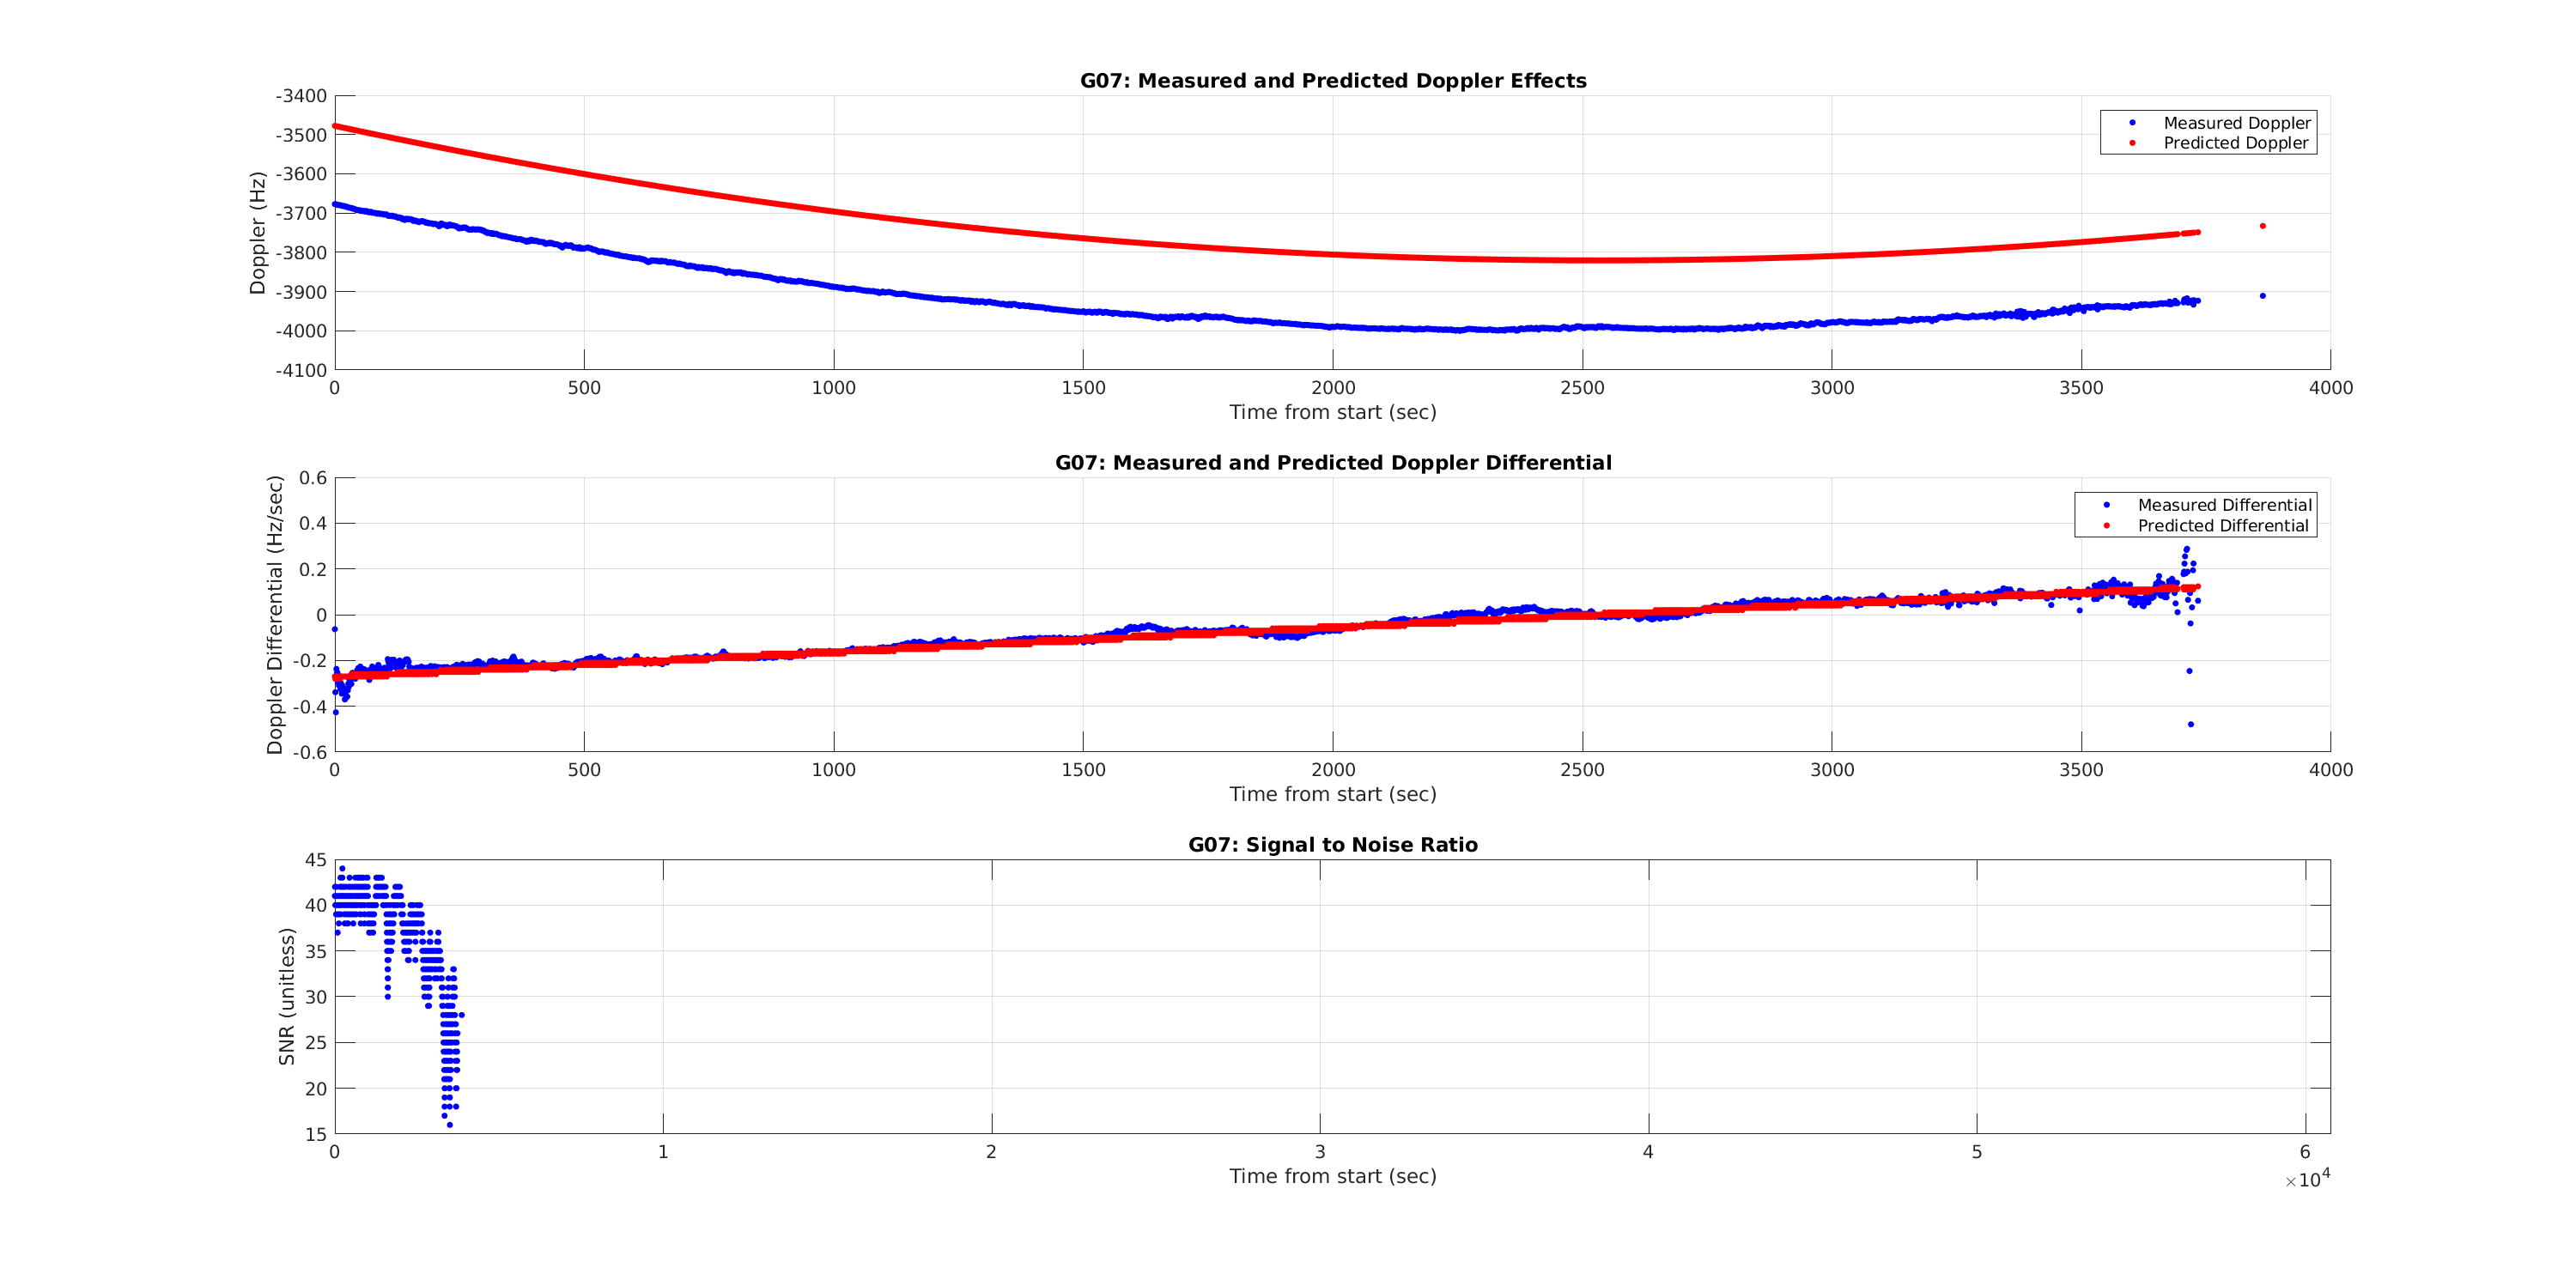 G07: Measured and Predicted Doppler Effects
Doppler (Hz)
-3400
-3500
-3600
-3700
-3800
-3900
-4000
-4100
Measured Doppler
Predicted Doppler
0 500 1000 1500 2000 2500 3000 3500 4000
Time from start (sec)
G07: Measured and Predicted Doppler Differential
Doppler Differential (Hz/sec)
0.6
0.4
0.2
0
-0.2
-0.4
-0.6
Measured Differential
Predicted Differential
0 500 1000 1500 2000 2500 3000 3500 4000
Time from start (sec)
G07: Signal to Noise Ratio
SNR (unitless)
45
40
35
30
25
20
15
0 1 2 3 4 5 6
×10⁴
Time from start (sec)